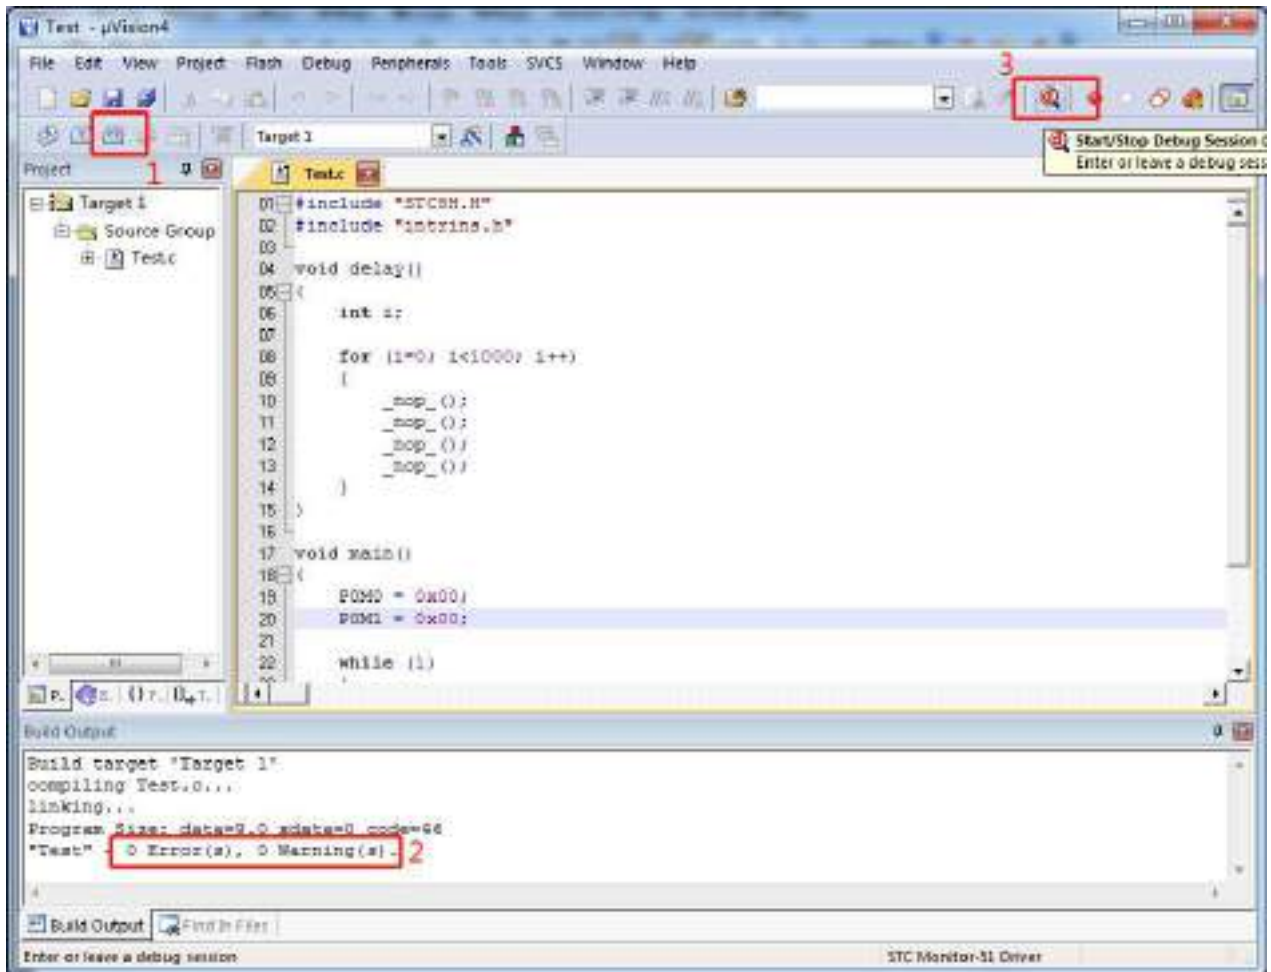 Test - µVision4
File Edit View Project Flash Debug Peripherals Tools SVCS Window Help
3
Target 1
Start/Stop Debug Session
Enter or leave a debug sess
1
Project
Test.c
Target 1
Source Group
Test.c
01 #include "STC8H.H"
02 #include "intrins.h"
03
04 void delay()
05 {
06 int i;
07
08 for (i=0; i<1000; i++)
09 {
10 _nop_();
11 _nop_();
12 _nop_();
13 _nop_();
14 }
15 }
16
17 void main()
18 {
19 P0M0 = 0x00;
20 P0M1 = 0x00;
21
22 while (1)
P.
Build Output
Build target "Target 1"
compiling Test.c...
linking...
Program Size: data=9.0 xdata=0 code=66
"Test" - 0 Error(s), 0 Warning(s).
2
Build Output Find In Files
Enter or leave a debug session STC Monitor-51 Driver